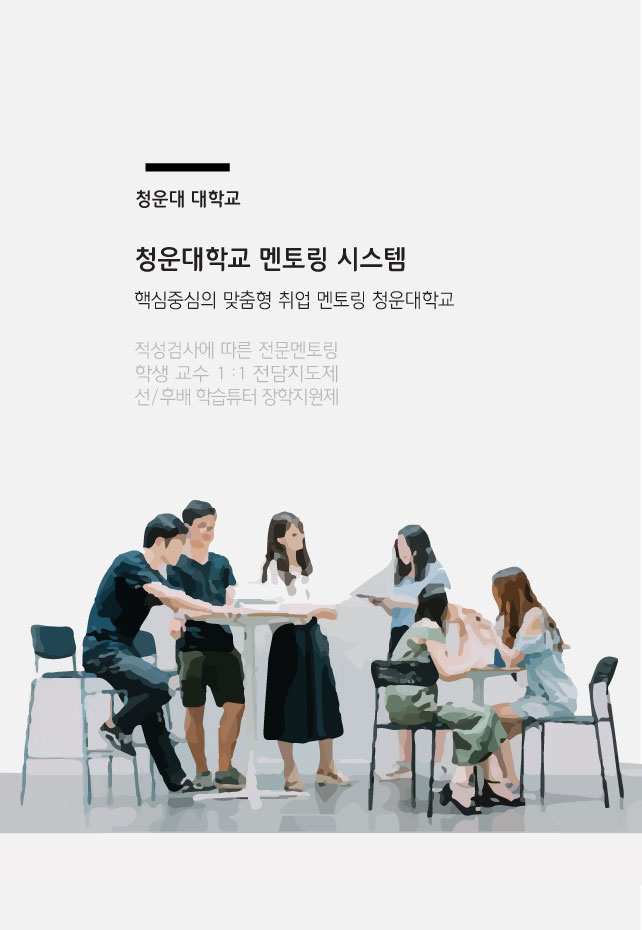 청운대 대학교
청운대학교 멘토링 시스템
핵심중심의 맞춤형 취업 멘토링 청운대학교
적성검사에 따른 전문멘토링
학생 교수 1:1 전담지도제
선/후배 학습튜터 장학지원제